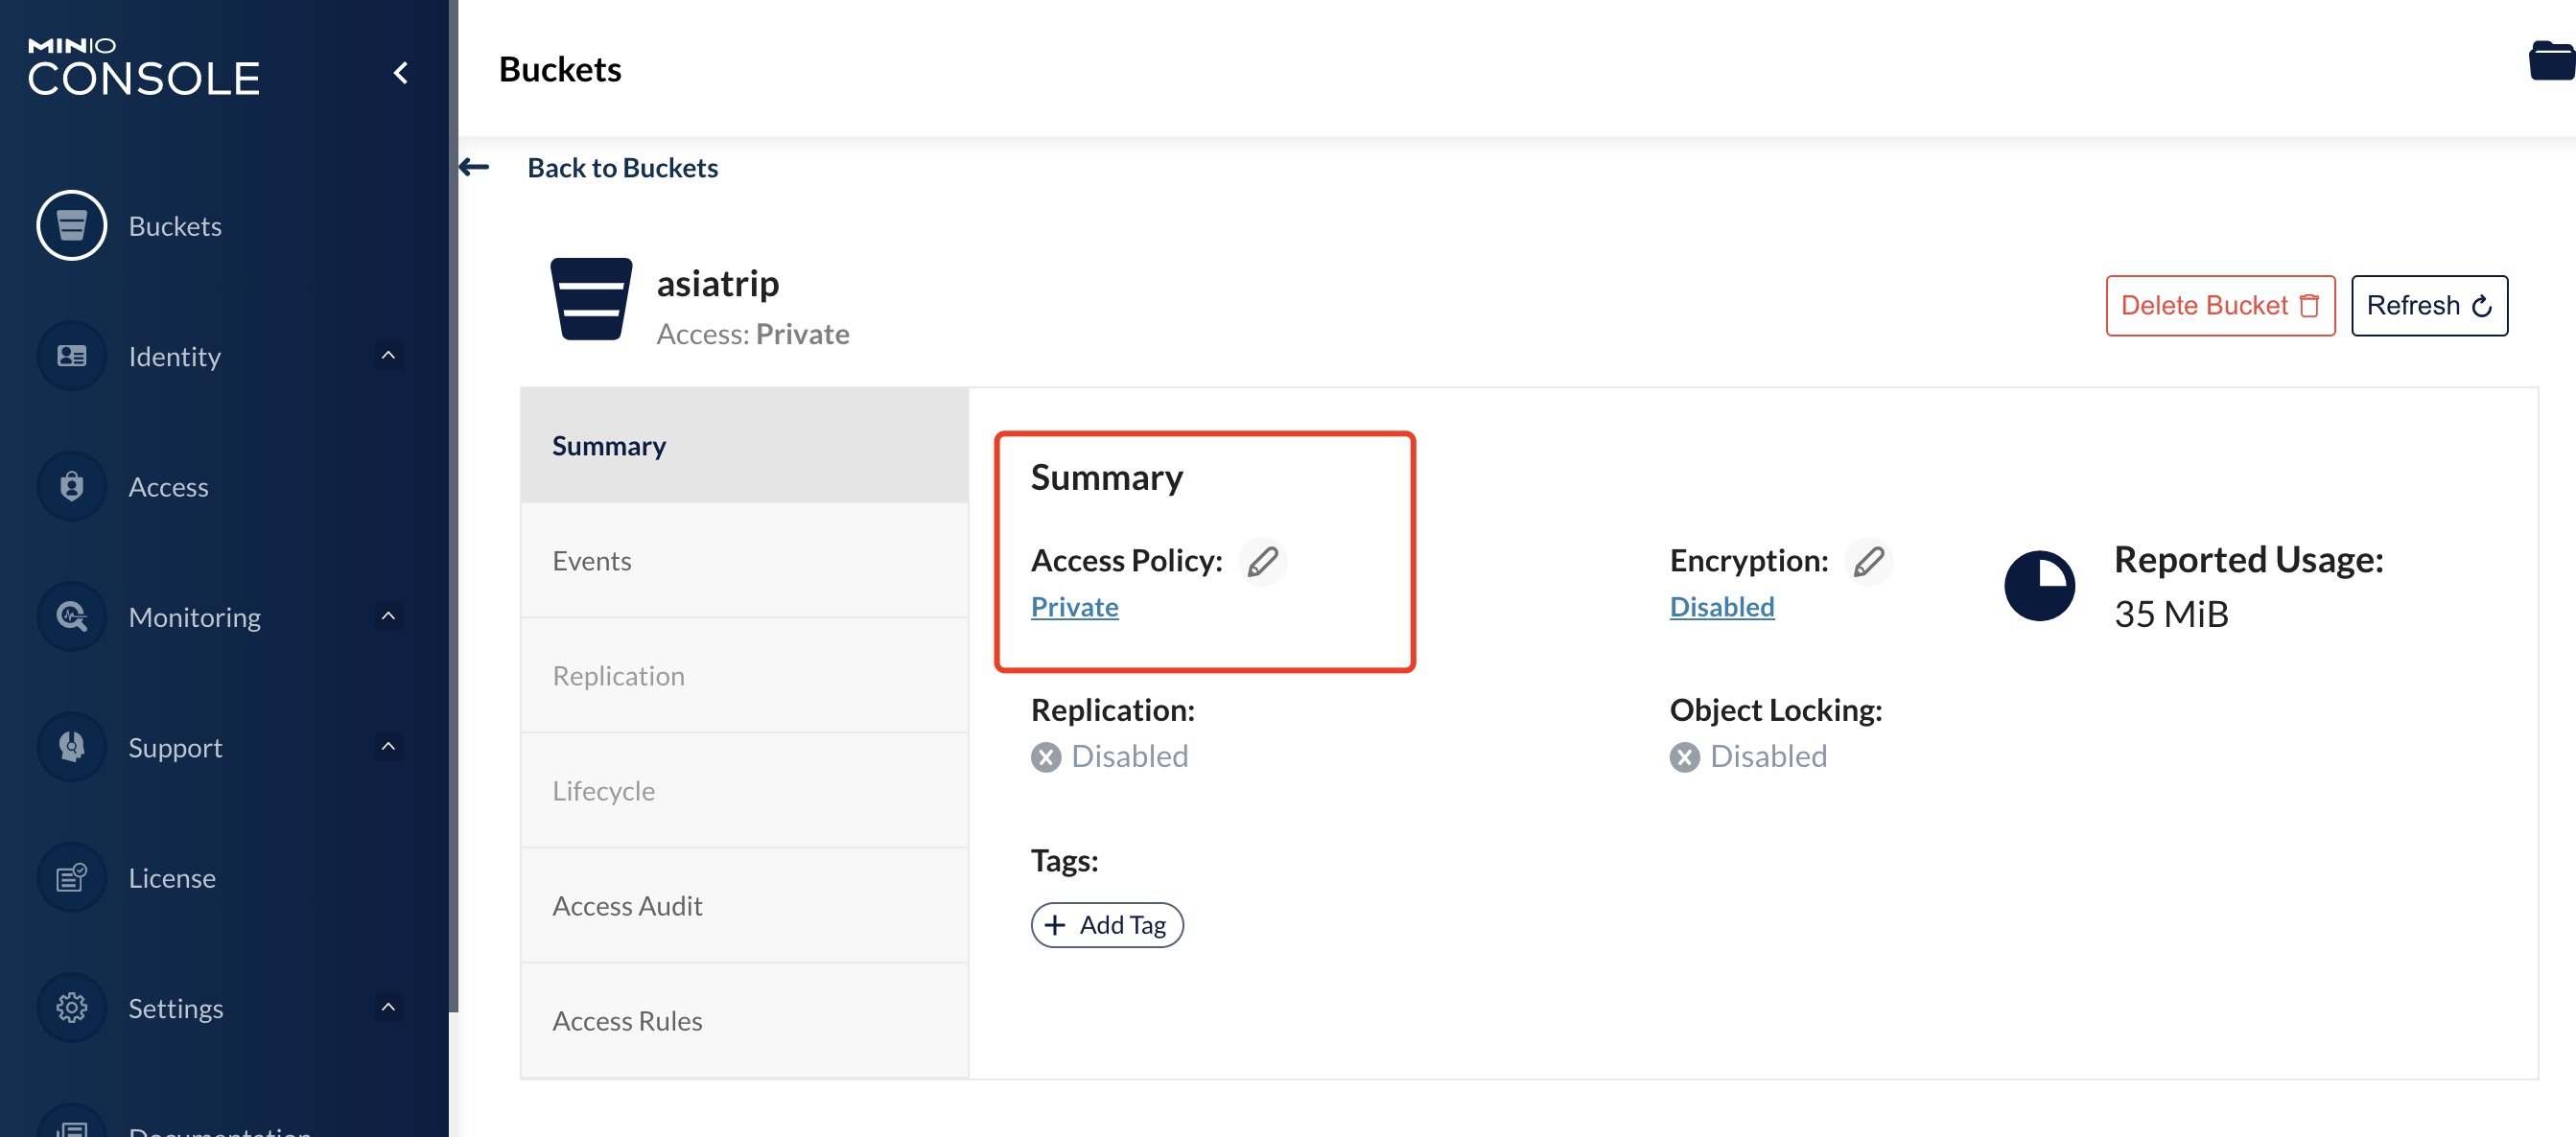 MINIO
CONSOLE
Buckets
Identity
Access
Monitoring
Support
License
Settings
Documentation
Buckets
Back to Buckets
asiatrip
Access: Private
Delete Bucket
Refresh
Summary
Events
Replication
Lifecycle
Access Audit
Access Rules
Summary
Access Policy:
Private
Encryption:
Disabled
Reported Usage:
35 MiB
Replication:
Disabled
Object Locking:
Disabled
Tags:
Add Tag